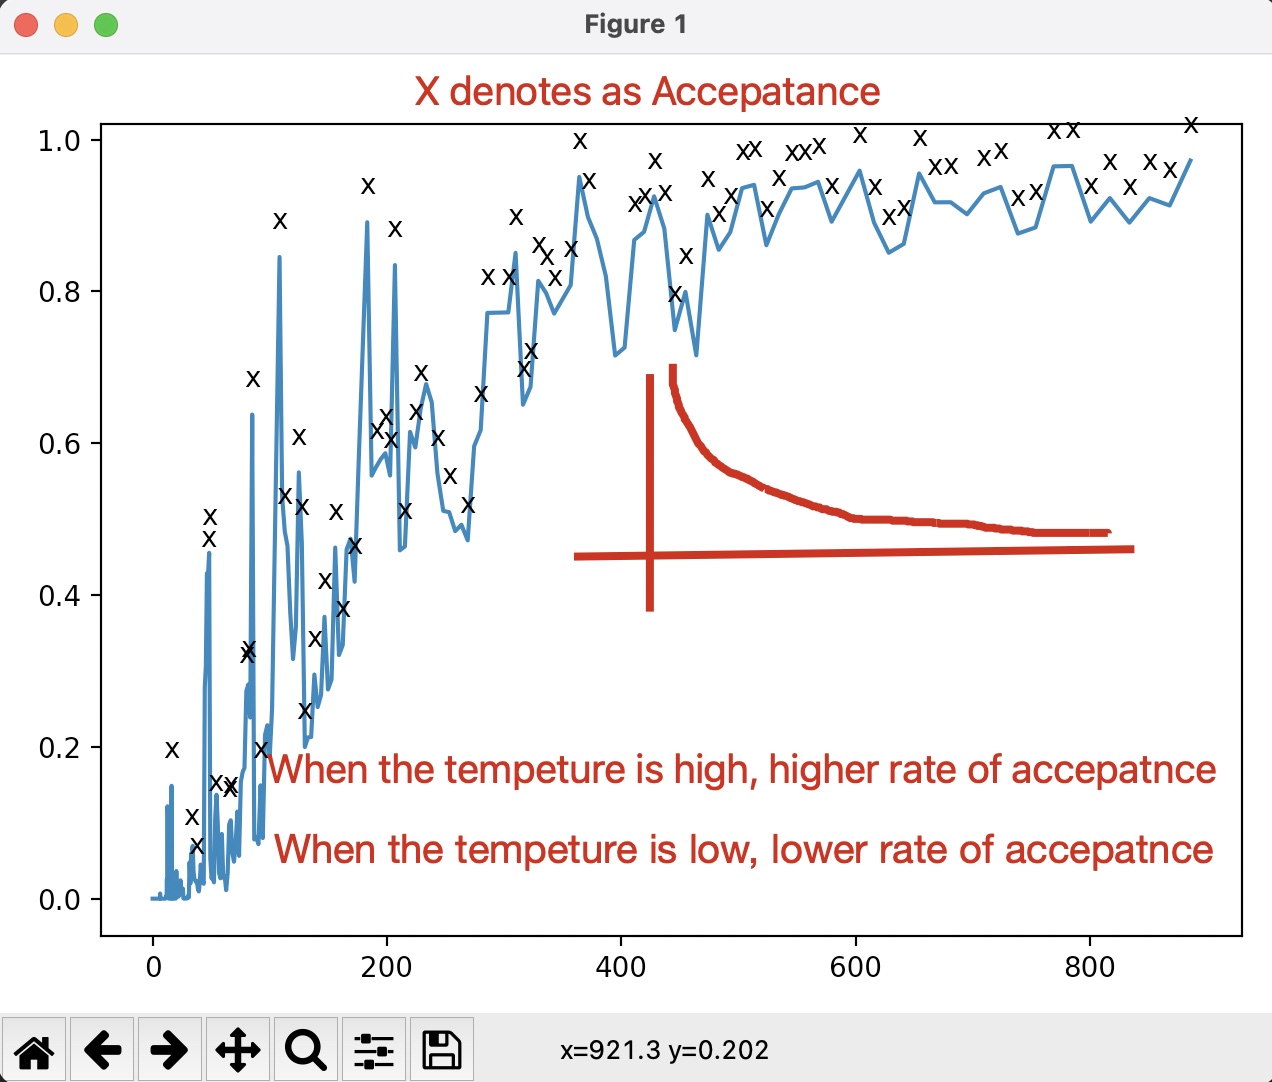 Figure 1
X denotes as Accepatance
1.0
0.8
0.6
0.4
0.2
0.0
When the tempeture is high, higher rate of accepatnce
When the tempeture is low, lower rate of accepatnce
0 200 400 600 800
x=921.3 y=0.202